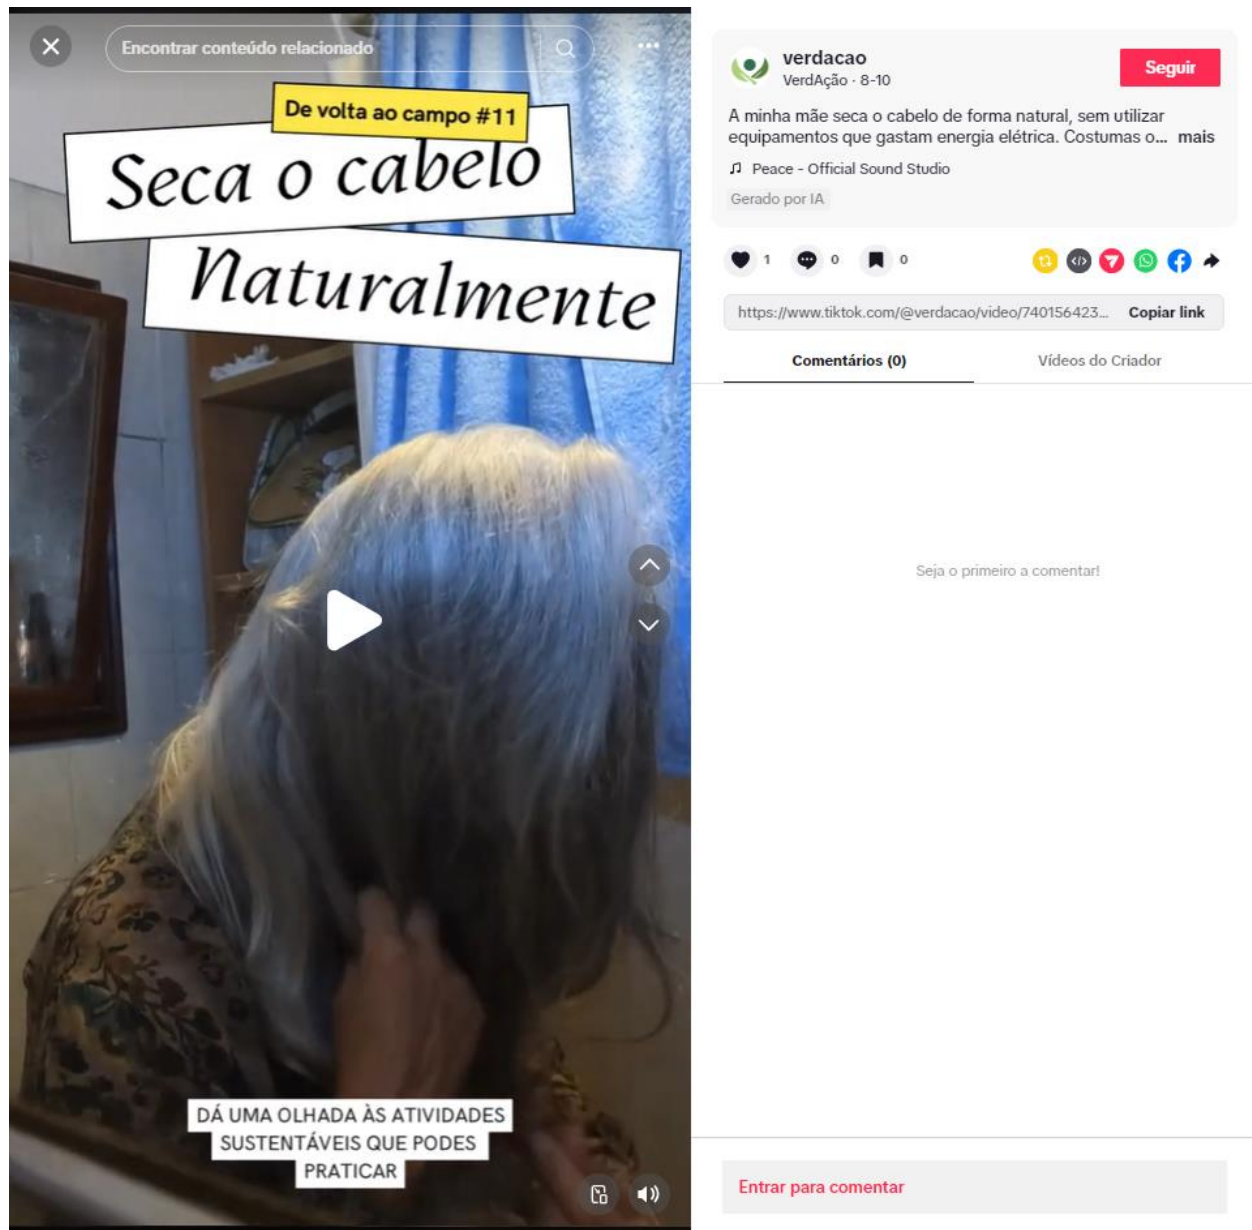 Encontrar conteúdo relacionado
De volta ao campo #11
Seca o cabelo
Naturalmente
DÁ UMA OLHADA ÀS ATIVIDADES
SUSTENTÁVEIS QUE PODES
PRATICAR
verdacao
VerdAção · 8-10
Seguir
A minha mãe seca o cabelo de forma natural, sem utilizar
equipamentos que gastam energia elétrica. Costumas o... mais
Peace - Official Sound Studio
Gerado por IA
1 0 0
https://www.tiktok.com/@verdacao/video/740156423... Copiar link
Comentários (0) Vídeos do Criador
Seja o primeiro a comentar!
Entrar para comentar